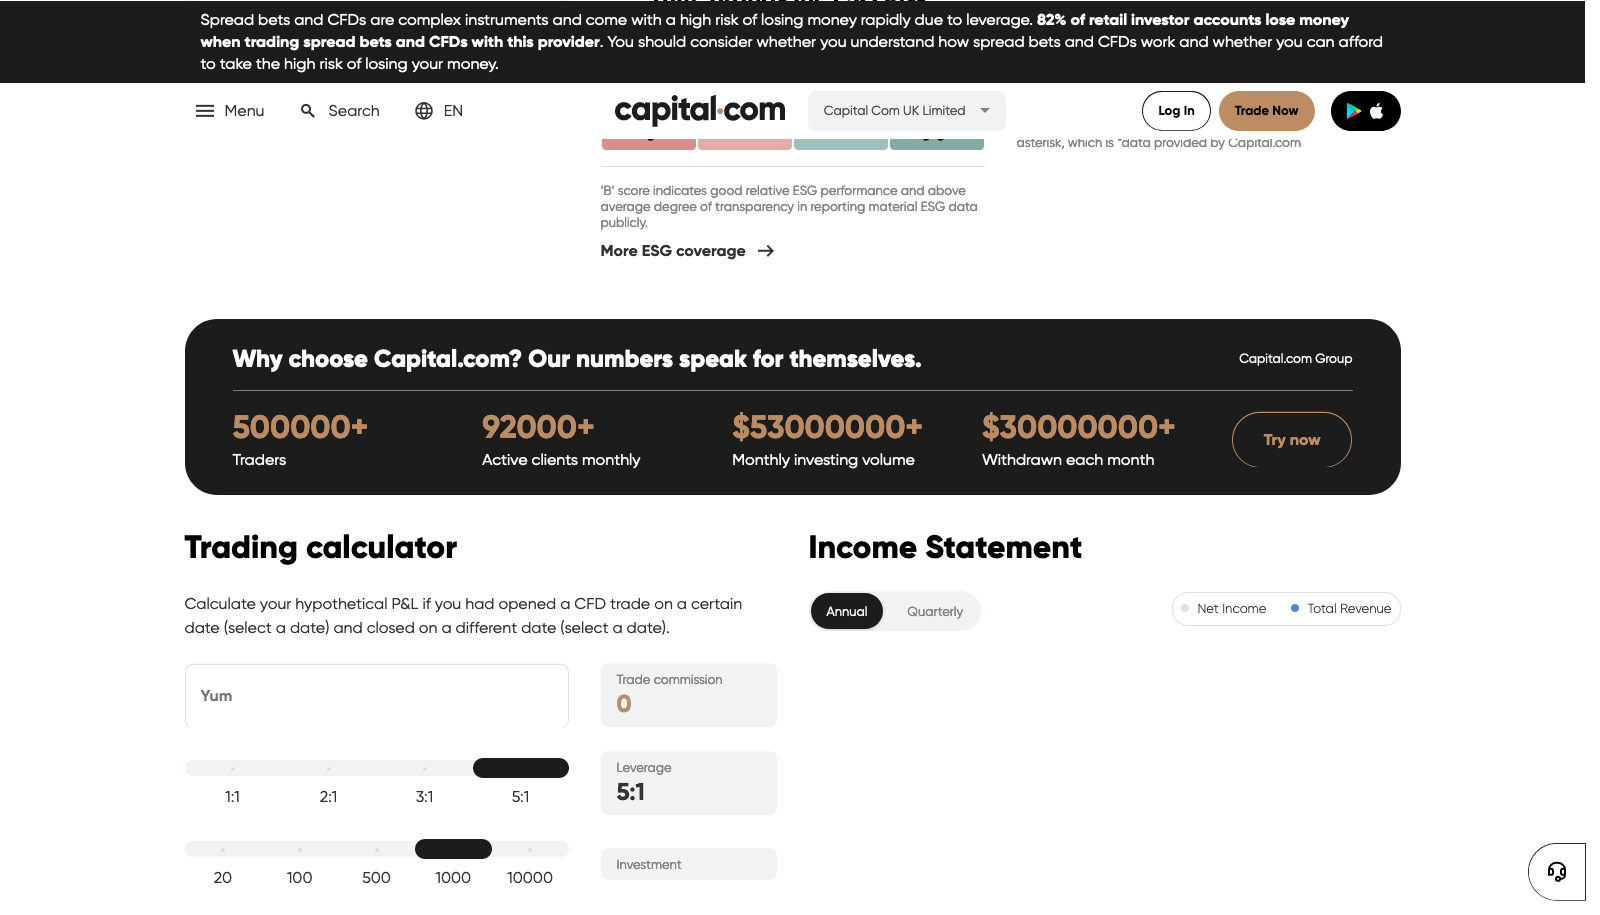 Spread bets and CFDs are complex instruments and come with a high risk of losing money rapidly due to leverage. 82% of retail investor accounts lose money
when trading spread bets and CFDs with this provider. You should consider whether you understand how spread bets and CFDs work and whether you can afford
to take the high risk of losing your money.
Menu
Search
EN
capital.com
Capital Com UK Limited
Log In
Trade Now
asterisk, which is *data provided by Capital.com
'B' score indicates good relative ESG performance and above
average degree of transparency in reporting material ESG data
publicly.
More ESG coverage
Why choose Capital.com? Our numbers speak for themselves.
Capital.com Group
500000+
Traders
92000+
Active clients monthly
$53000000+
Monthly investing volume
$30000000+
Withdrawn each month
Try now
Trading calculator
Calculate your hypothetical P&L if you had opened a CFD trade on a certain
date (select a date) and closed on a different date (select a date).
Yum
Trade commission
0
1:1 2:1 3:1 5:1
Leverage
5:1
20 100 500 1000 10000
Investment
Income Statement
Annual
Quarterly
Net Income
Total Revenue